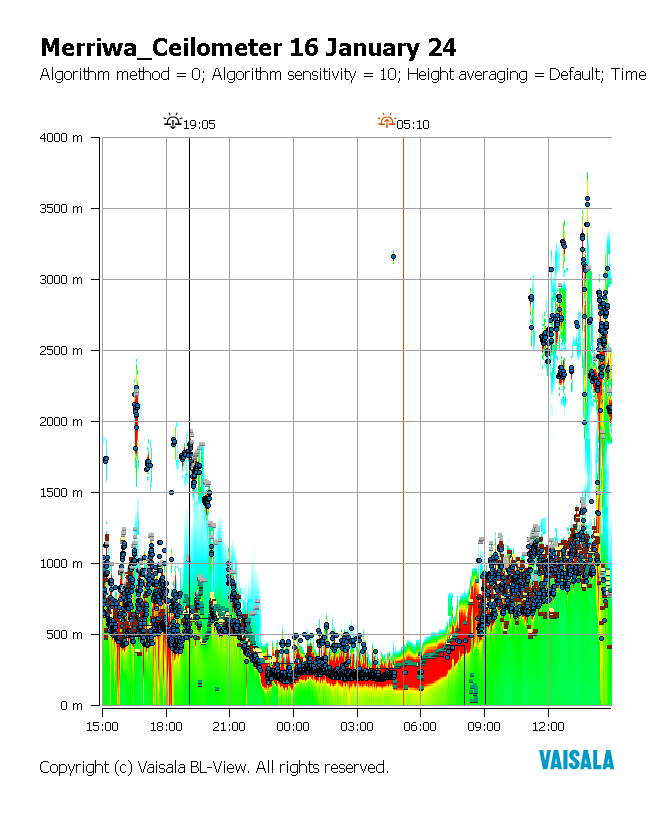 Merriwa_Ceilometer 16 January 24
Algorithm method = 0; Algorithm sensitivity = 10; Height averaging = Default; Time
19:05
05:10
4000 m
3500 m
3000 m
2500 m
2000 m
1500 m
1000 m
500 m
0 m
15:00 18:00 21:00 00:00 03:00 06:00 09:00 12:00
VAISALA
Copyright (c) Vaisala BL-View. All rights reserved.